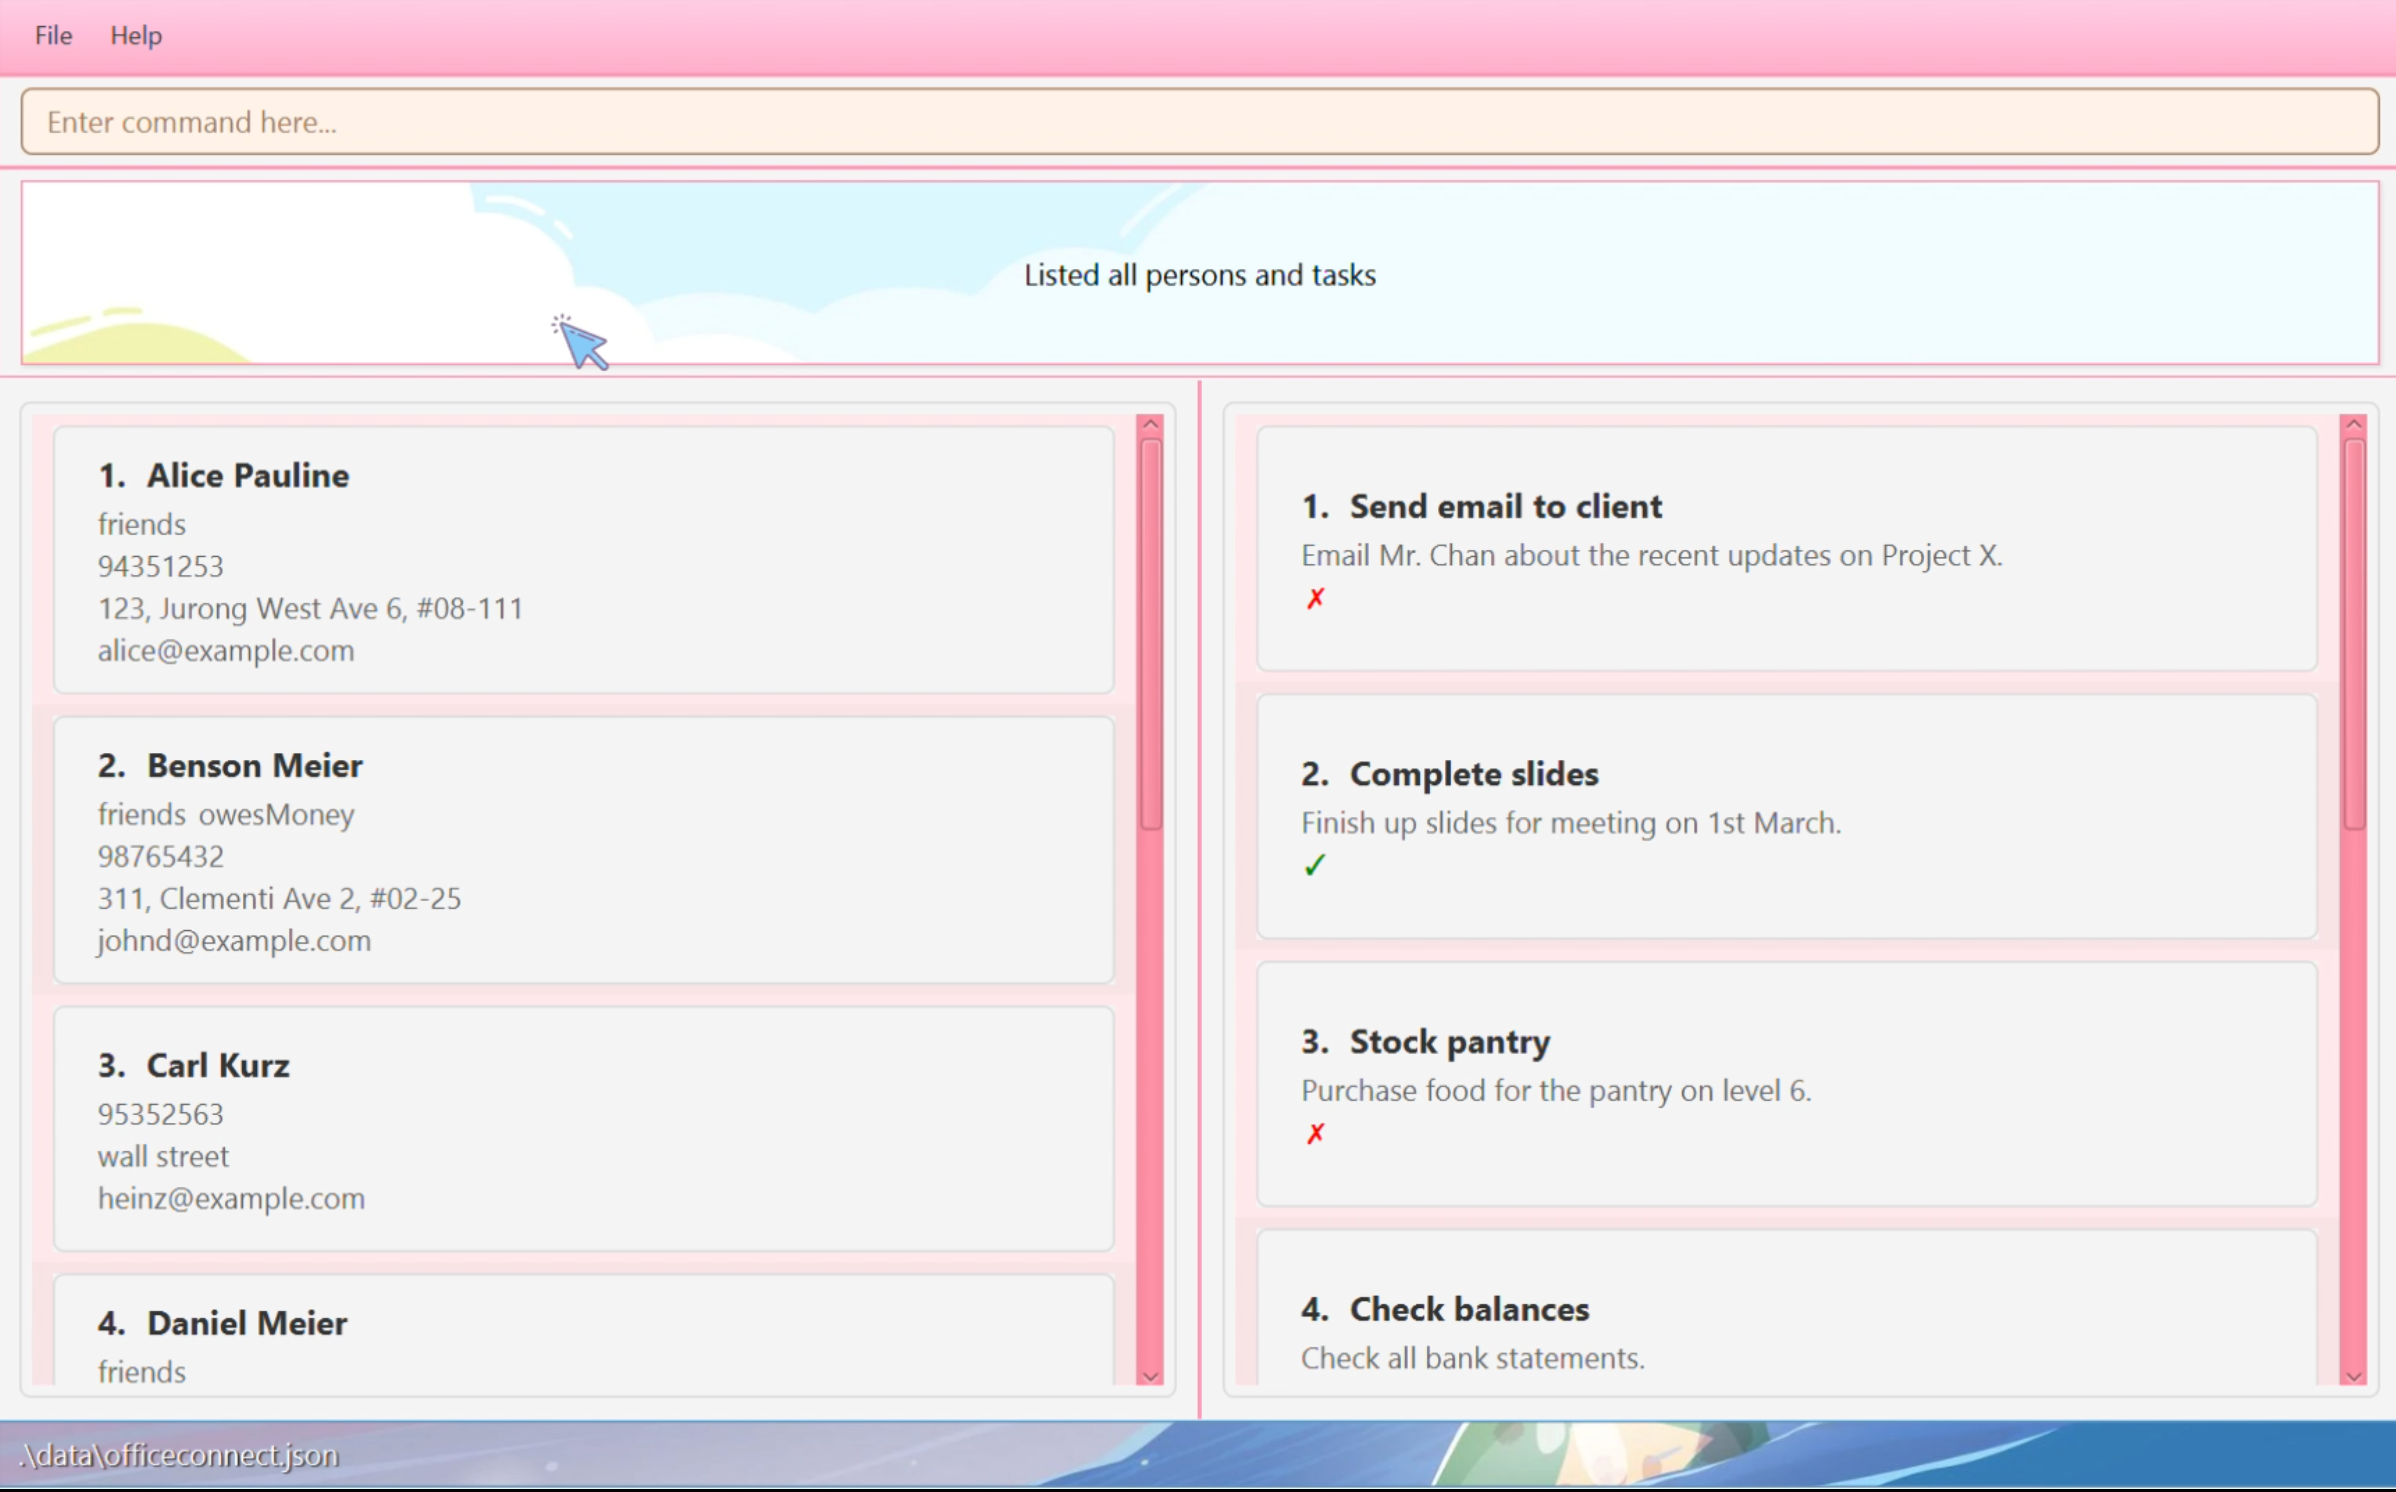 File Help
Enter command here...
Listed all persons and tasks
1. Alice Pauline
friends
94351253
123, Jurong West Ave 6, #08-111
alice@example.com
2. Benson Meier
friends owesMoney
98765432
311, Clementi Ave 2, #02-25
johnd@example.com
3. Carl Kurz
95352563
wall street
heinz@example.com
4. Daniel Meier
friends
1. Send email to client
Email Mr. Chan about the recent updates on Project X.
✗
2. Complete slides
Finish up slides for meeting on 1st March.
✓
3. Stock pantry
Purchase food for the pantry on level 6.
✗
4. Check balances
Check all bank statements.
.\data\officeconnect.json